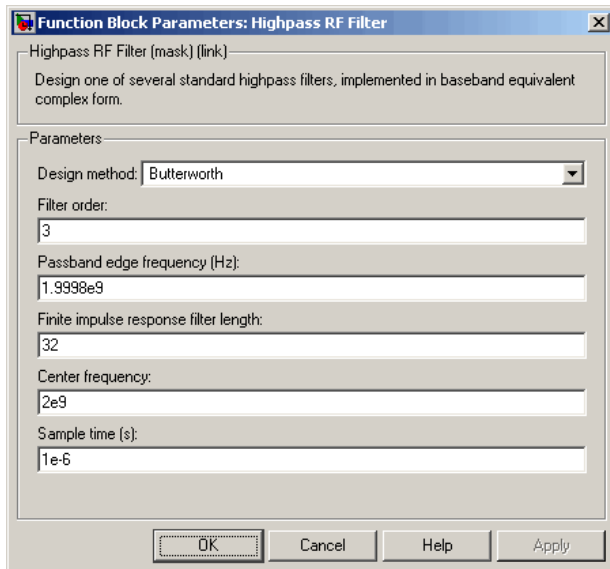 Function Block Parameters: Highpass RF Filter
Highpass RF Filter (mask) (link)
Design one of several standard highpass filters, implemented in baseband equivalent
complex form.
Parameters
Design method: Butterworth
Filter order:
3
Passband edge frequency (Hz):
1.9998e9
Finite impulse response filter length:
32
Center frequency:
2e9
Sample time (s):
1e-6
OK Cancel Help Apply